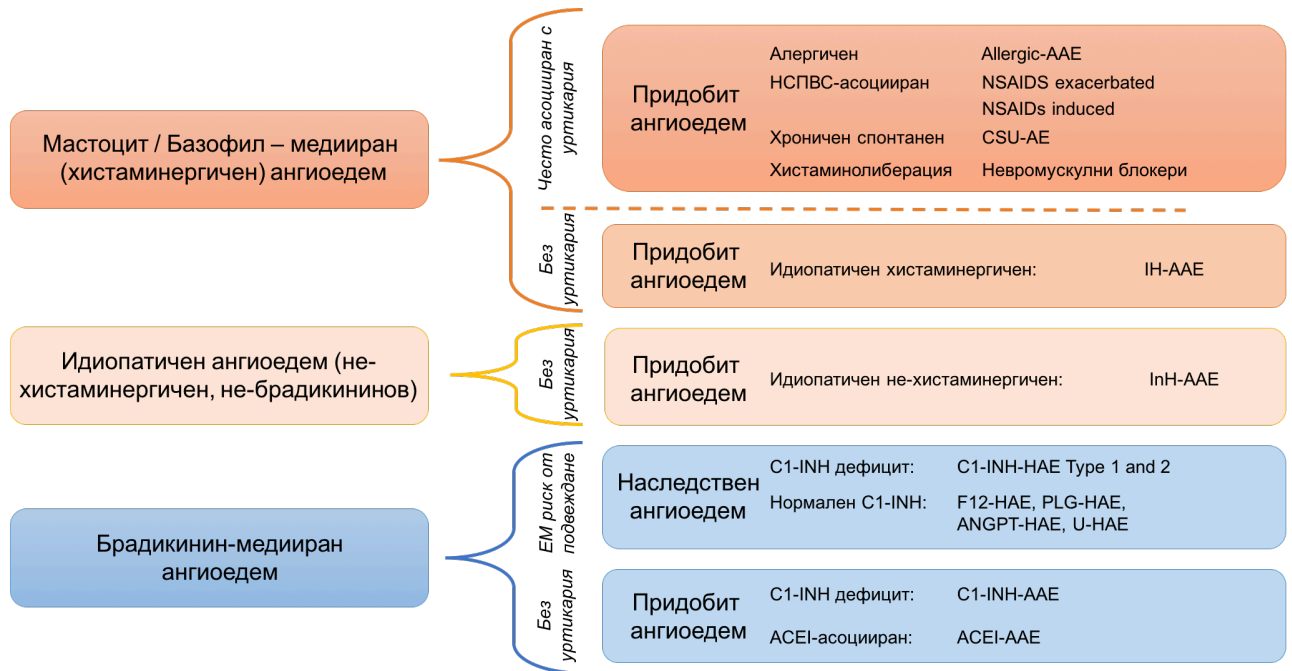 Мастоцит / Базофил – медииран
(хистаминергичен) ангиоедем
Често асоцииран с
уртикария
Придобит
ангиоедем
Алергичен Allergic-AAE
НСПВС-асоцииран NSAIDS exacerbated
NSAIDs induced
Хроничен спонтанен CSU-AE
Хистаминолиберация Невромускулни блокери
Без
уртикария
Придобит
ангиоедем
Идиопатичен хистаминергичен: IH-AAE
Идиопатичен ангиоедем (не-
хистаминергичен, не-брадикининов)
Без
уртикария
Придобит
ангиоедем
Идиопатичен не-хистаминергичен: InH-AAE
Брадикинин-медииран
ангиоедем
ЕМ риск от
подвеждане
Наследствен
ангиоедем
C1-INH дефицит: C1-INH-HAE Type 1 and 2
Нормален C1-INH: F12-HAE, PLG-HAE,
ANGPT-HAE, U-HAE
Без
уртикария
Придобит
ангиоедем
C1-INH дефицит: C1-INH-AAE
ACEI-асоцииран: ACEI-AAE